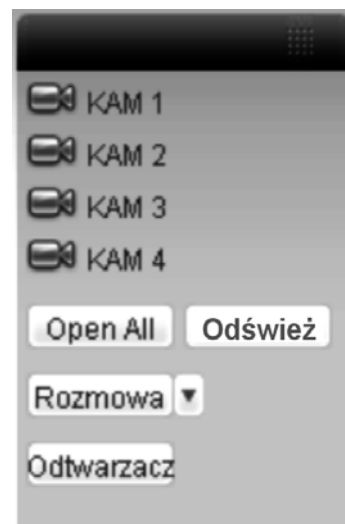 KAM 1
KAM 2
KAM 3
KAM 4
Open All Odśwież
Rozmowa
Odtwarzacz